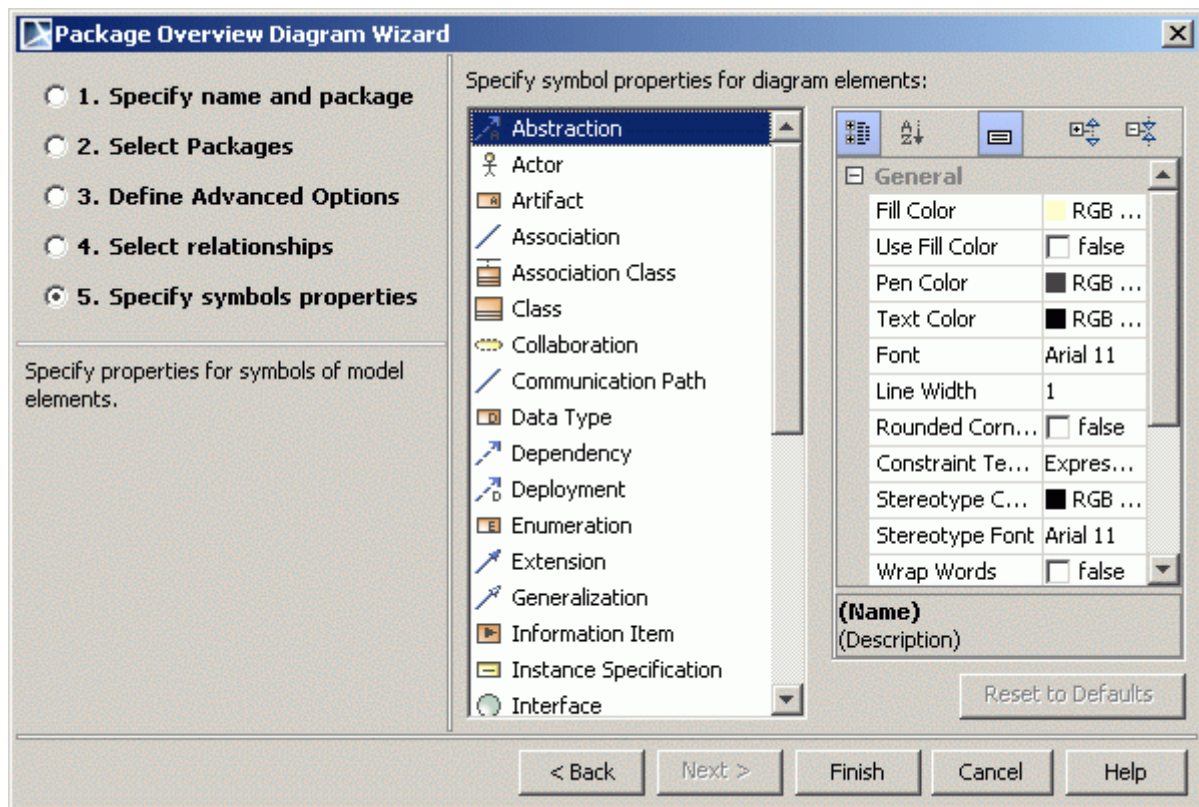 Package Overview Diagram Wizard
1. Specify name and package
2. Select Packages
3. Define Advanced Options
4. Select relationships
5. Specify symbols properties
Specify properties for symbols of model
elements.
Specify symbol properties for diagram elements:
Abstraction
Actor
Artifact
Association
Association Class
Class
Collaboration
Communication Path
Data Type
Dependency
Deployment
Enumeration
Extension
Generalization
Information Item
Instance Specification
Interface
General
Fill Color RGB ...
Use Fill Color false
Pen Color RGB ...
Text Color RGB ...
Font Arial 11
Line Width 1
Rounded Corn... false
Constraint Te... Expres...
Stereotype C... RGB ...
Stereotype Font Arial 11
Wrap Words false
(Name)
(Description)
Reset to Defaults
< Back Next > Finish Cancel Help